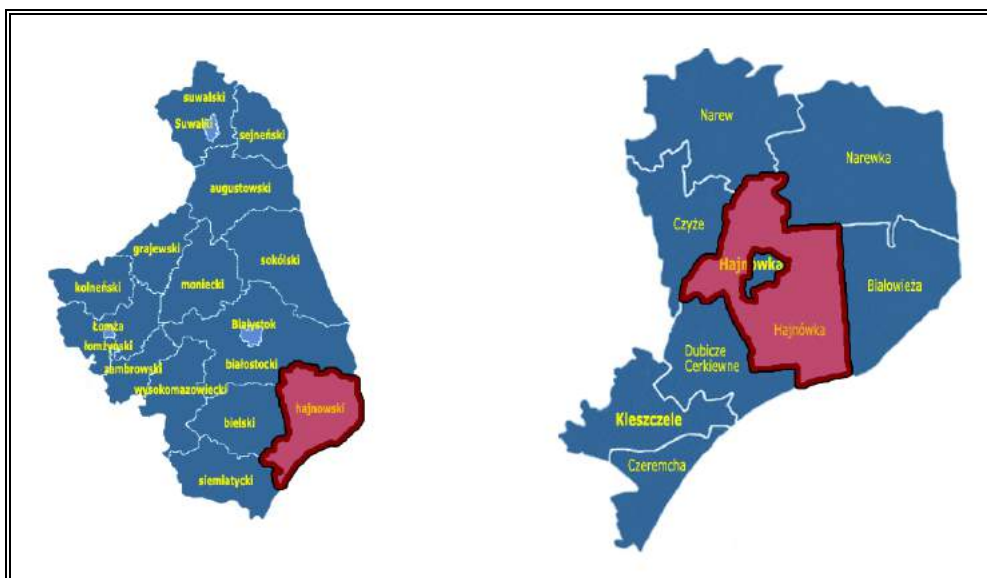 suwalski
Suwałki
sejneński
augustowski
grajewski
sokólski
kolneński
moniecki
Łomża
Białystok
łomżyński
zambrowski
białostocki
wysokomazowiecki
hajnowski
bielski
siemiatycki
Narew
Narewka
Czyże
Hajnówka
Białowieża
Hajnówka
Dubicze
Cerkiewne
Kleszczele
Czeremcha